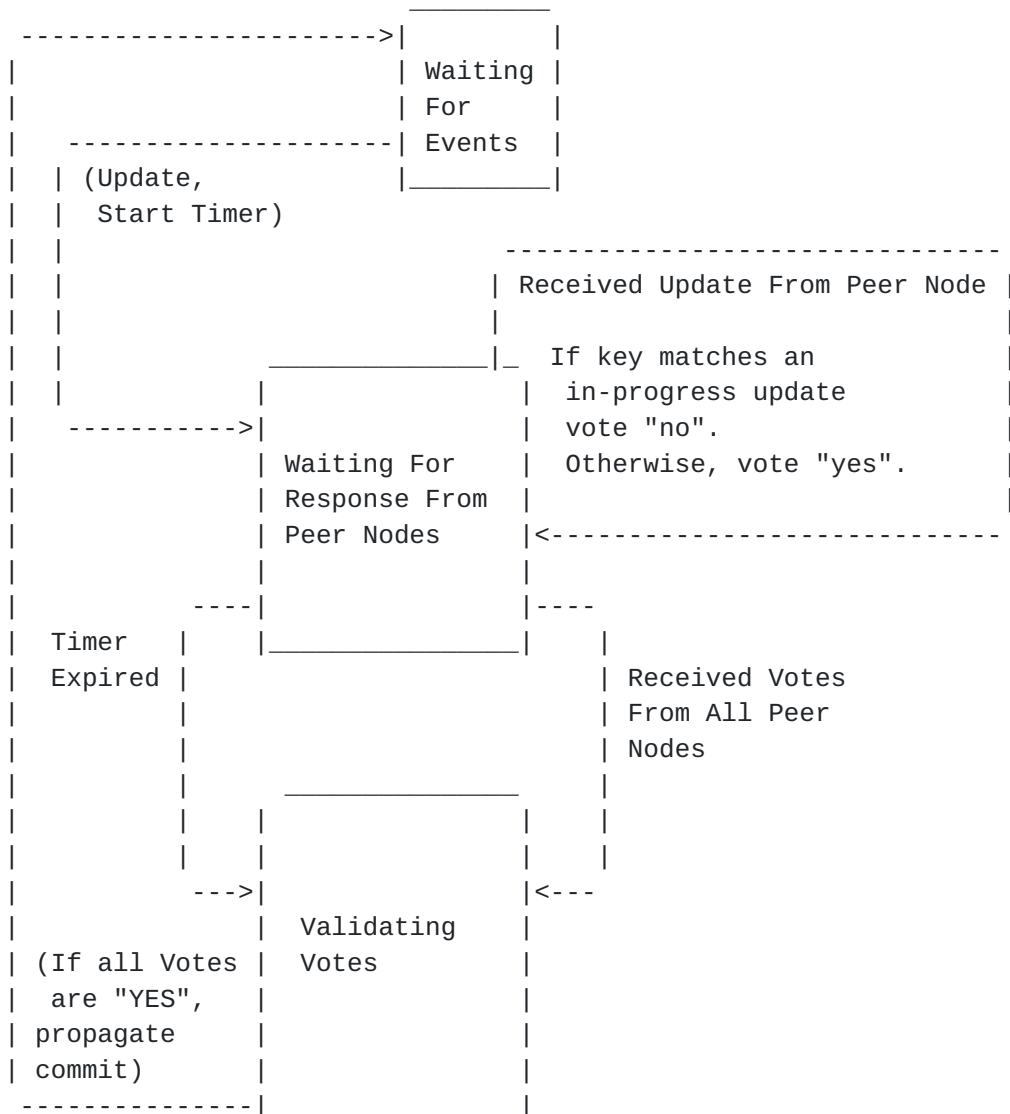 Waiting
For
Events
(Update,
Start Timer)
Received Update From Peer Node
If key matches an
in-progress update
vote "no".
Otherwise, vote "yes".
Waiting For
Response From
Peer Nodes
Timer
Expired
Received Votes
From All Peer
Nodes
Validating
Votes
(If all Votes
are "YES",
propagate
commit)